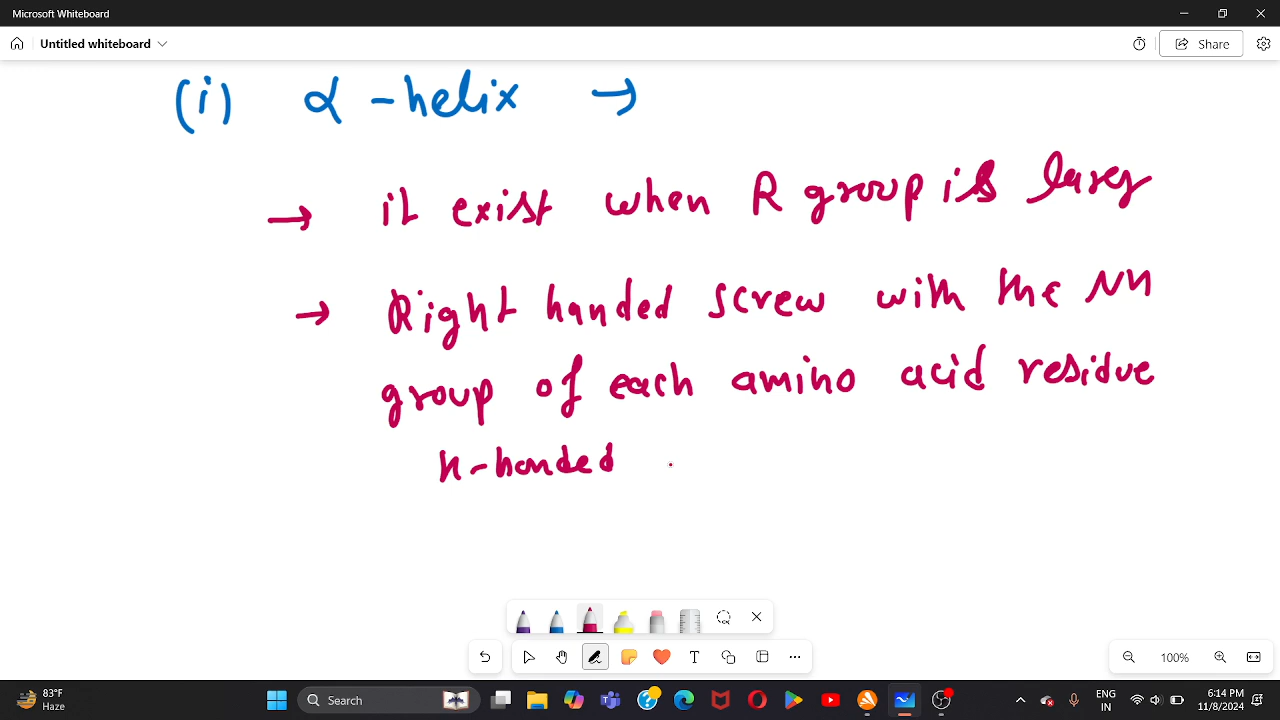 Microsoft Whiteboard
Untitled whiteboard
Share
(i) α -helix →
→ it exist when R group is large
→ Right handed screw with the NH
group of each amino acid residue
H-bonded
100%
83°F
Haze
Search
ENG
IN
6:14 PM
11/8/2024